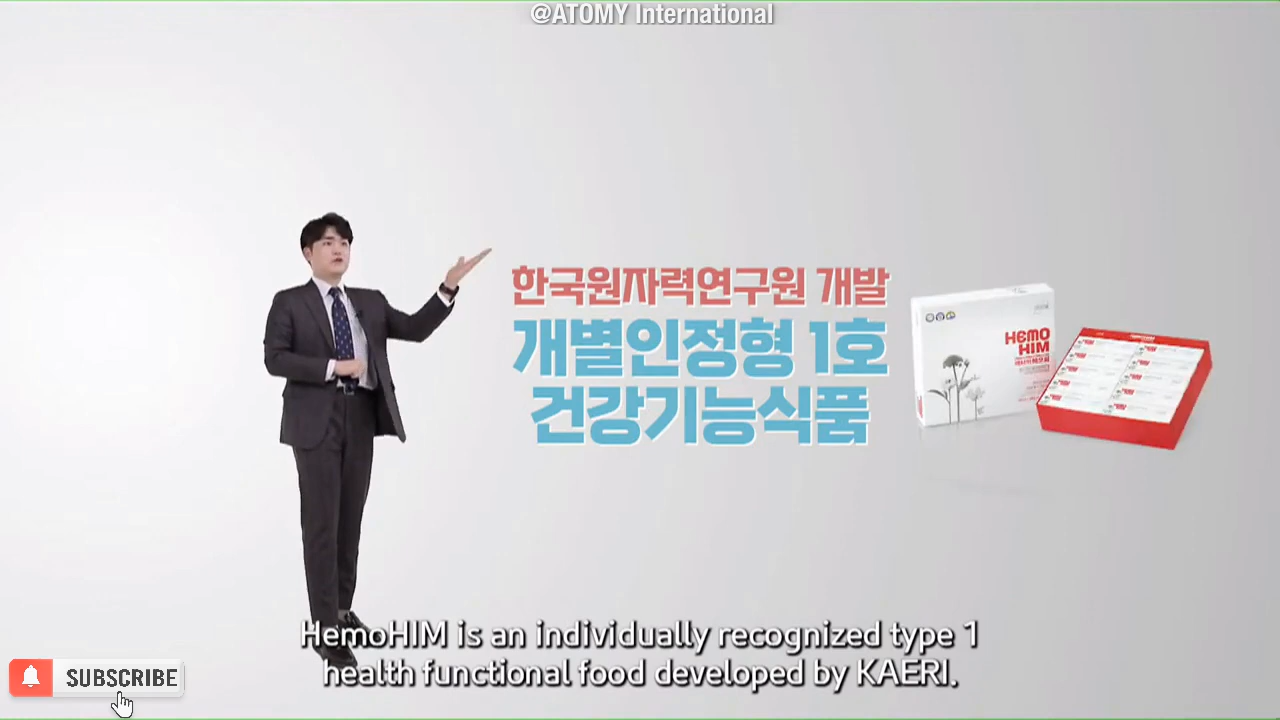 @ATOMY International
한국원자력연구원 개발
개별인정형 1호
건강기능식품
HEMO
HIM
HemoHIM is an individually recognized type 1
health functional food developed by KAERI.
SUBSCRIBE